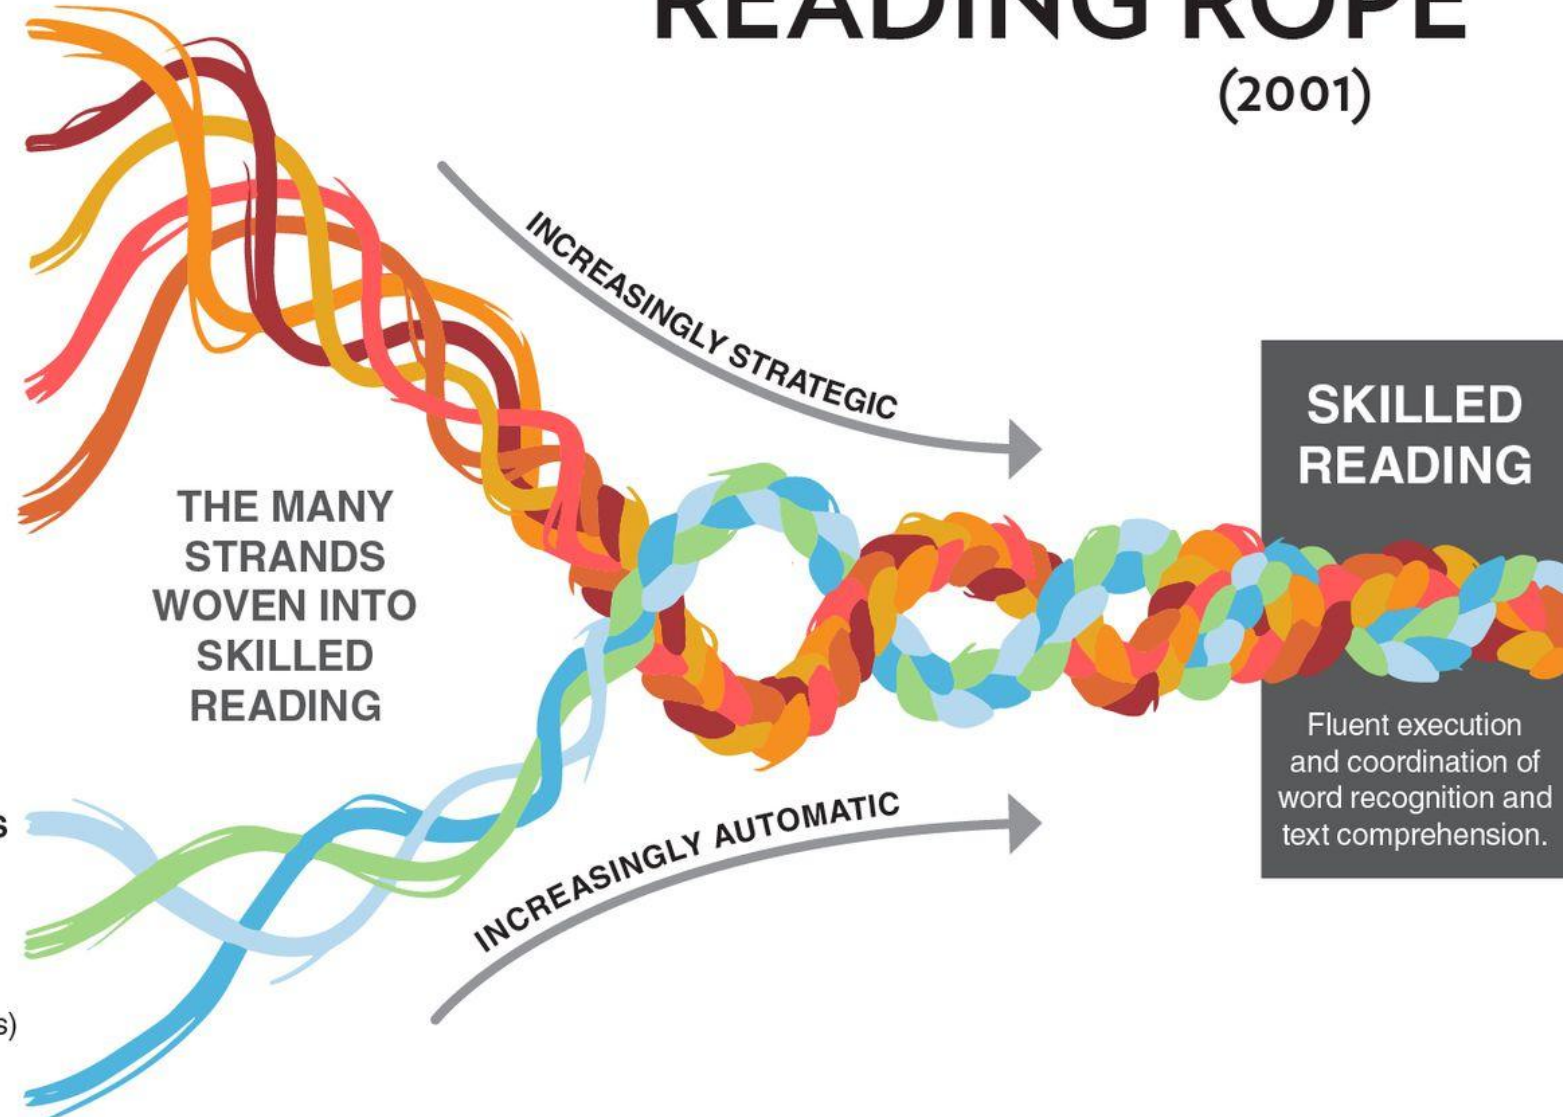 READING ROPE
(2001)
INCREASINGLY STRATEGIC
SKILLED
READING
THE MANY
STRANDS
WOVEN INTO
SKILLED
READING
Fluent execution
and coordination of
word recognition and
text comprehension.
INCREASINGLY AUTOMATIC
s
s)